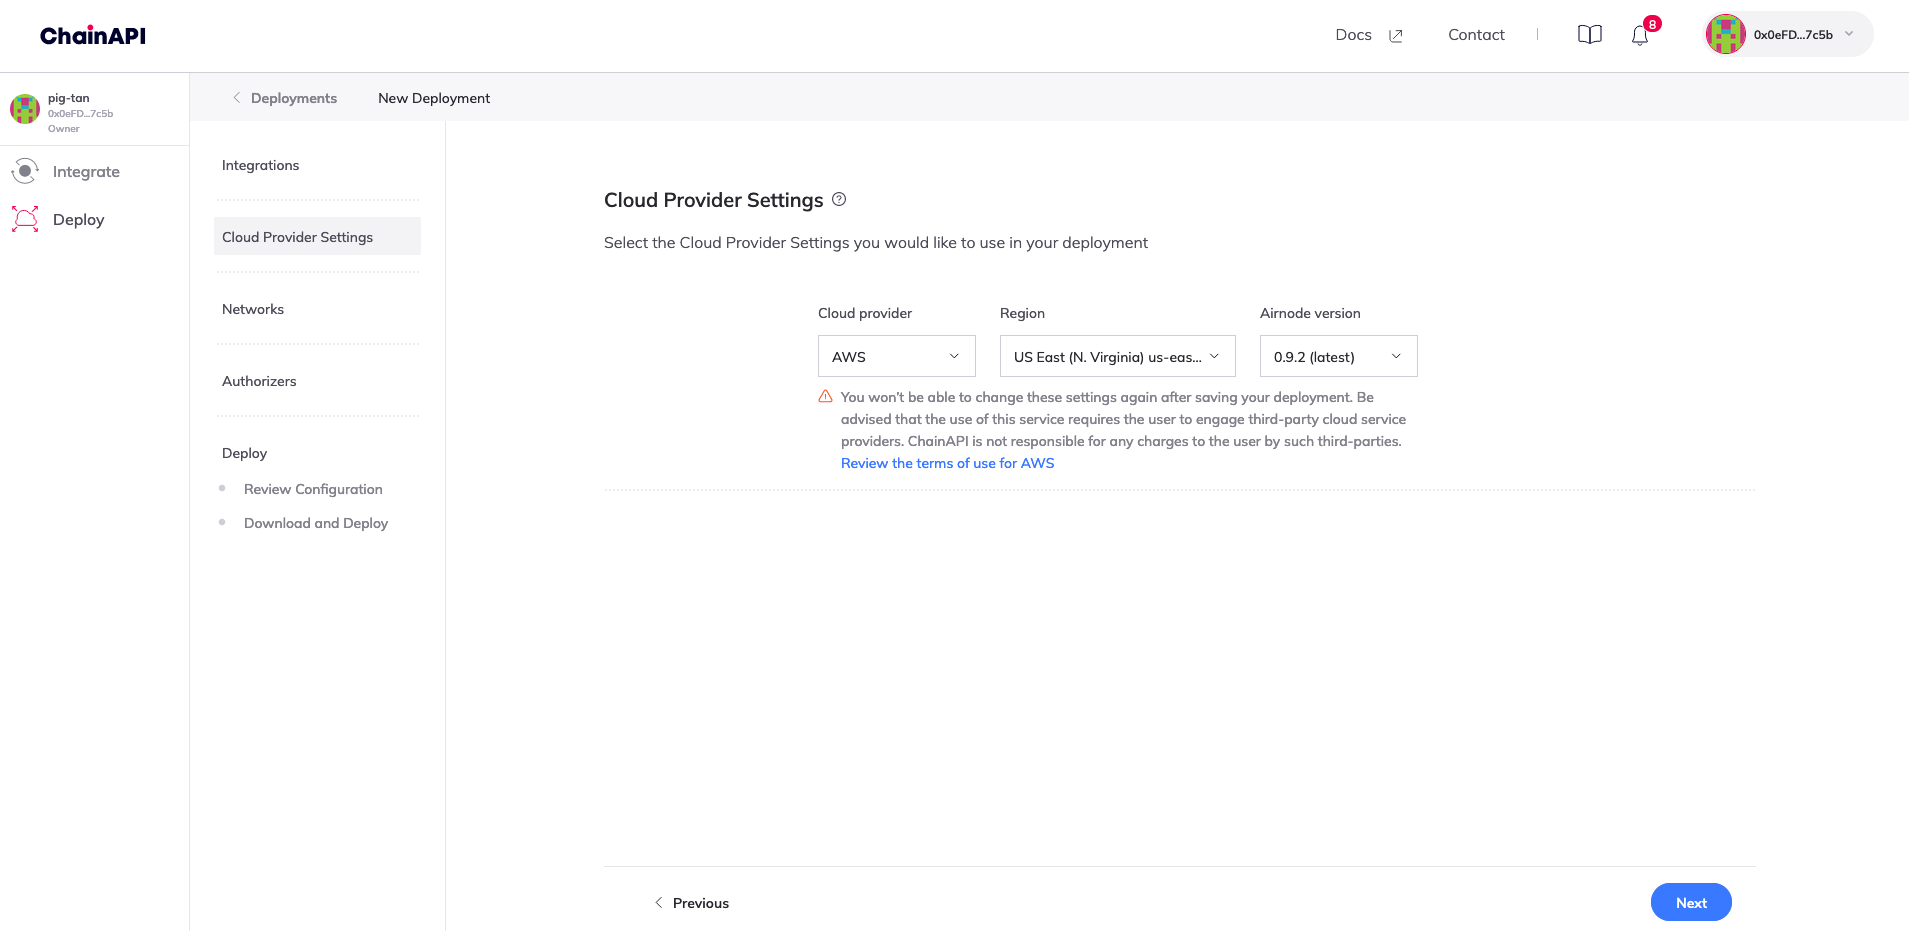 ChainAPI
Docs
Contact
8
0x0eFD...7c5b
pig-tan
0x0eFD...7c5b
Owner
Integrate
Deploy
Deployments
New Deployment
Integrations
Cloud Provider Settings
Networks
Authorizers
Deploy
Review Configuration
Download and Deploy
Cloud Provider Settings
Select the Cloud Provider Settings you would like to use in your deployment
Cloud provider
Region
Airnode version
AWS
US East (N. Virginia) us-eas...
0.9.2 (latest)
You won't be able to change these settings again after saving your deployment. Be
advised that the use of this service requires the user to engage third-party cloud service
providers. ChainAPI is not responsible for any charges to the user by such third-parties.
Review the terms of use for AWS
Previous
Next